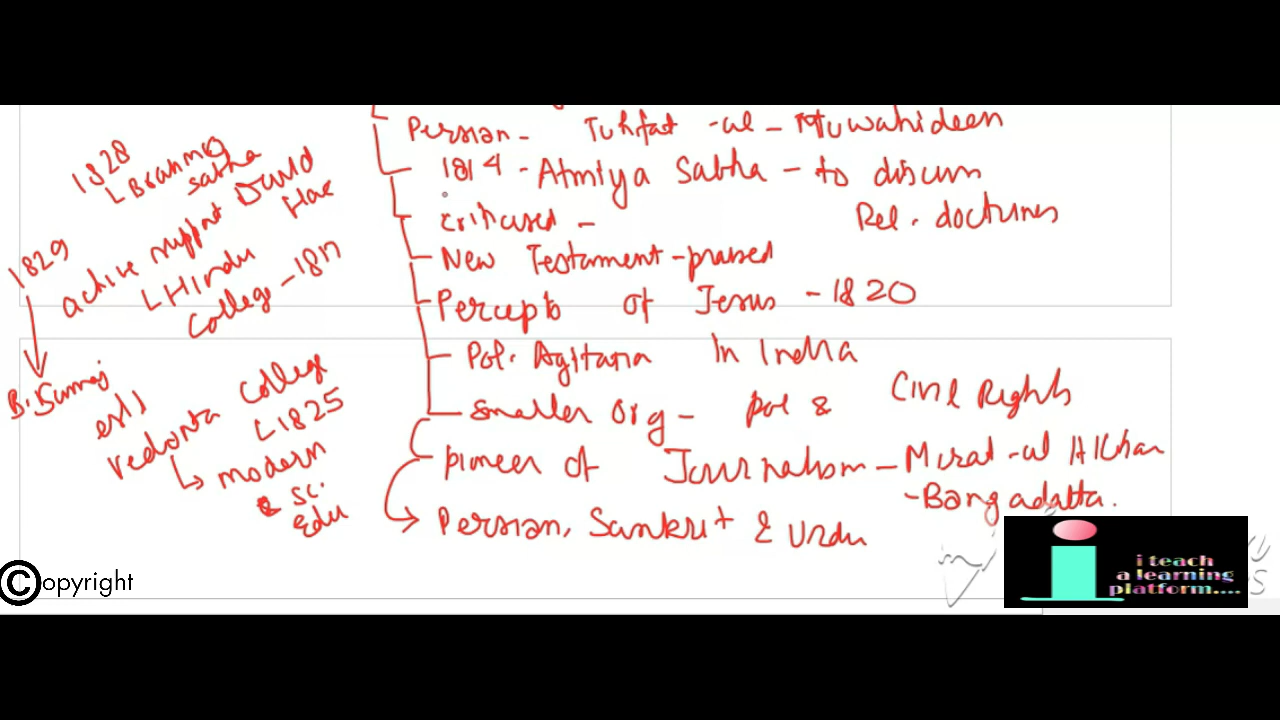 Persian - Tuhfat -ul - Muwahideen
1814 - Atmiya Sabha - to discuss
Rel. doctrines
criticised -
New Testament - praised
Percepts of Jesus - 1820
Pol. Agitation in India
smaller org - pol & Civil Rights
pioneer of Journalism - Mirat -ul Akhbar
- Bangadatta.
Persian, Sanskrit & Urdu
1828
Brahmo
Sabha
active support David
Hare
Hindu
College - 1817
1829
B. Samaj
estd
vedanta college
1825
modern
& sc.
Edu
Copyright
i teach
a learning
platform....